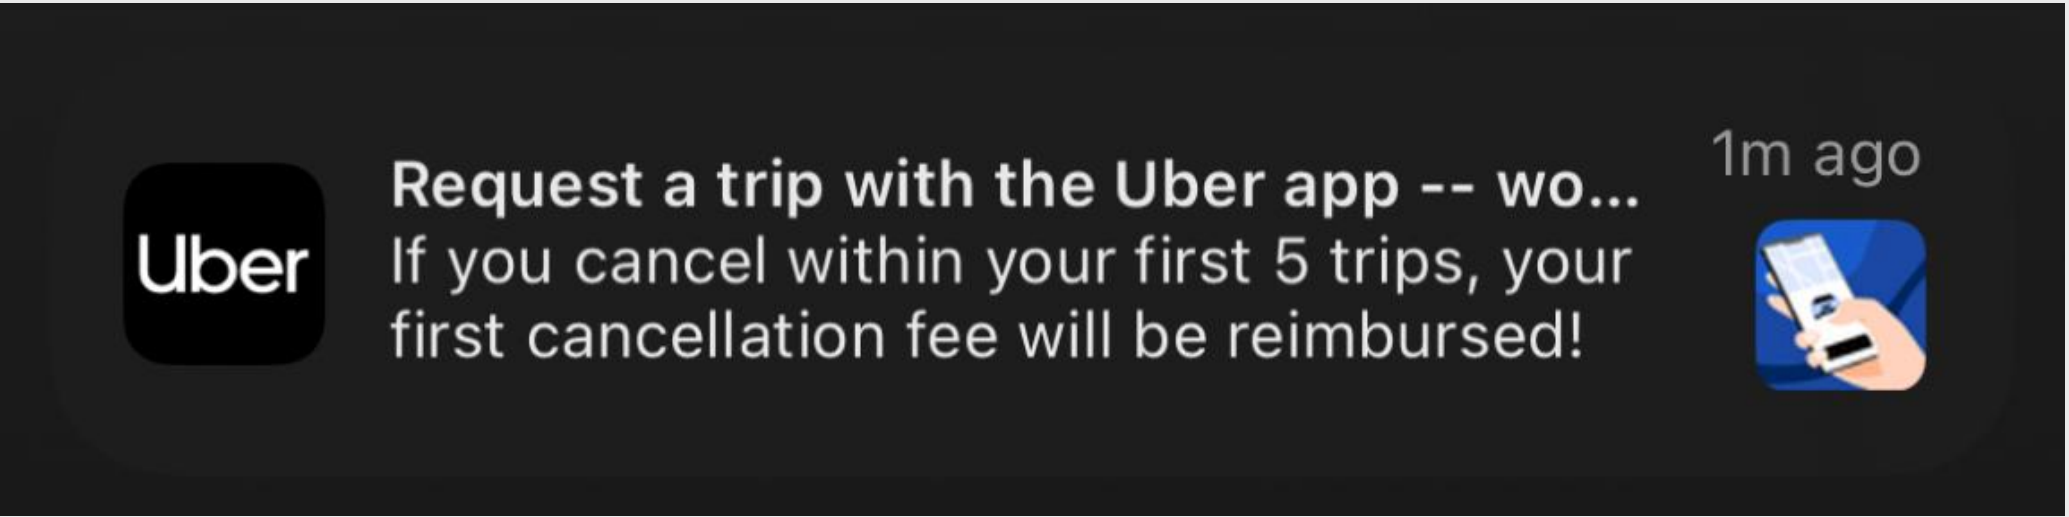 Uber
Request a trip with the Uber app -- wo...
1m ago
If you cancel within your first 5 trips, your
first cancellation fee will be reimbursed!